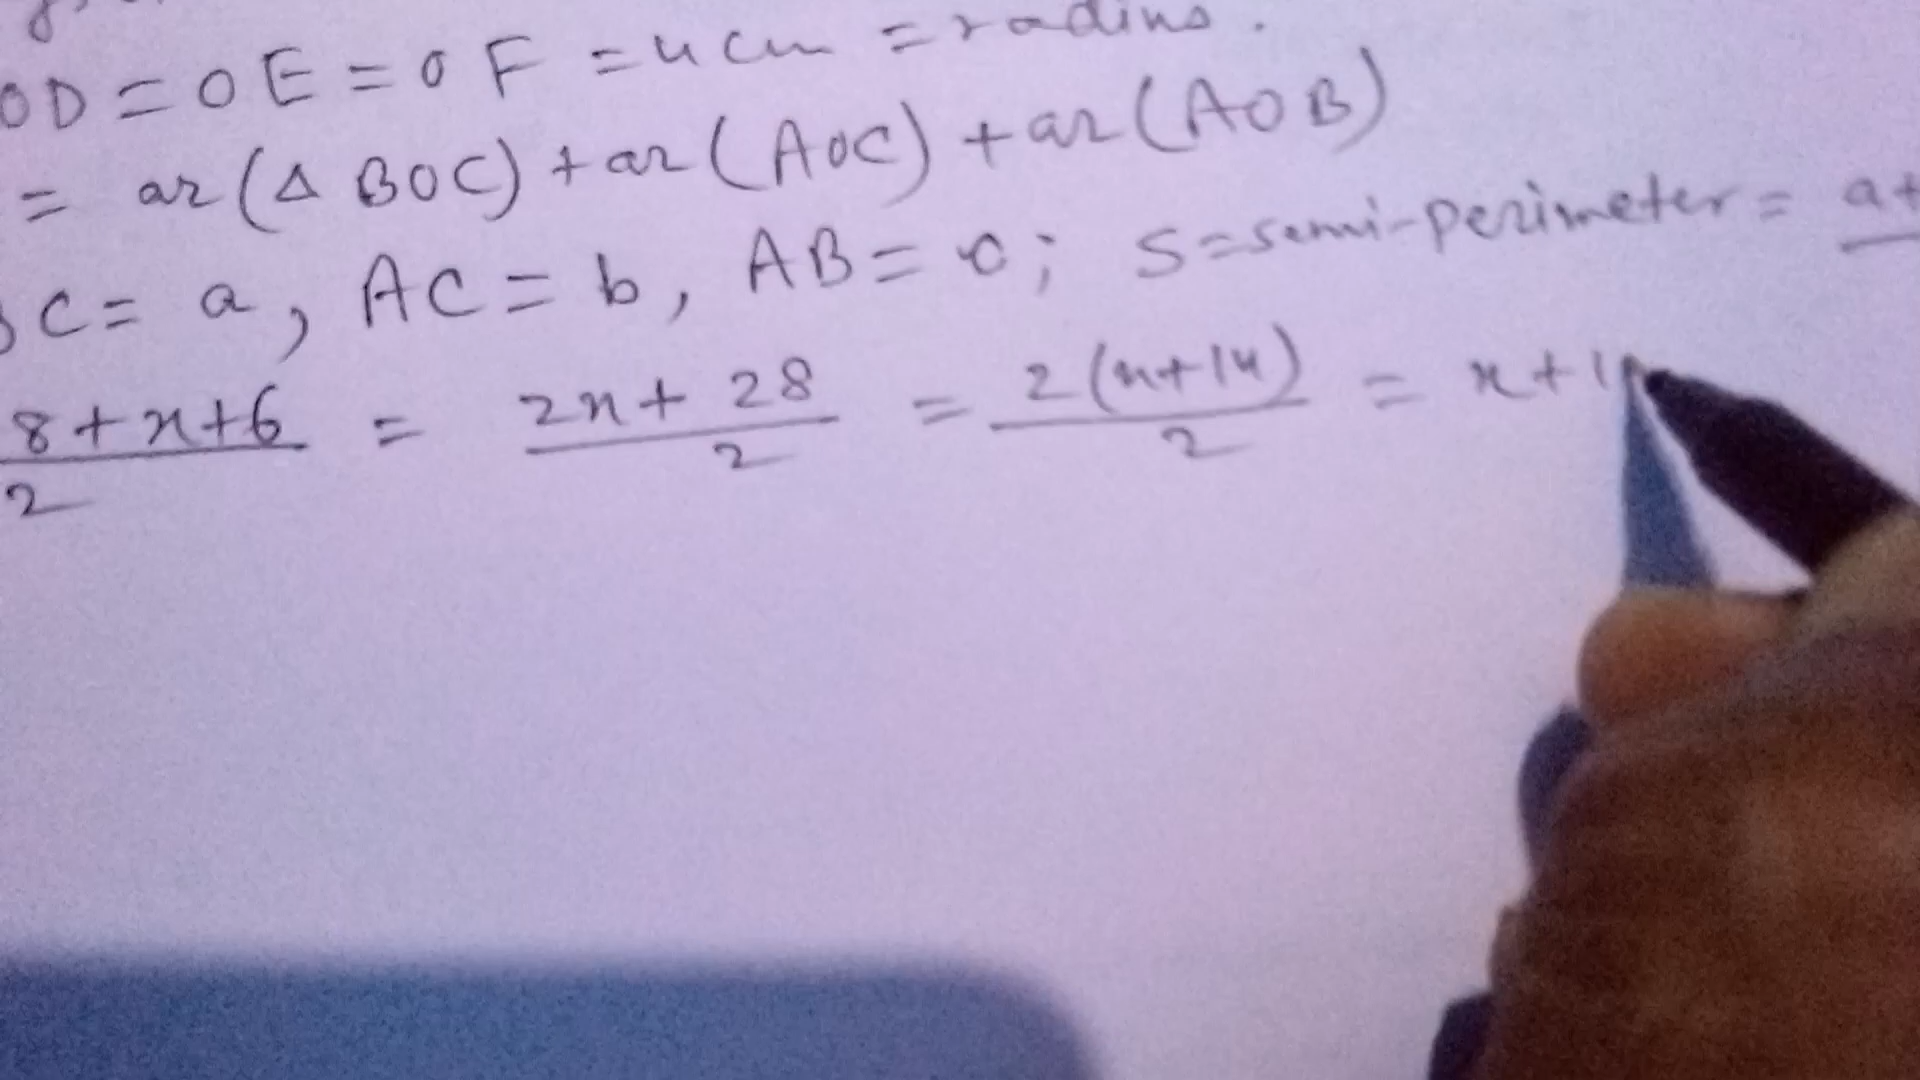 OD = OE = OF = 4 cm = radius.
= ar(Δ BOC) + ar(AOC) + ar(AOB)
C = a, AC = b, AB = c; S = semi-perimeter = a+
8+x+6/2 = 2x+28/2 = 2(x+14)/2 = x+1